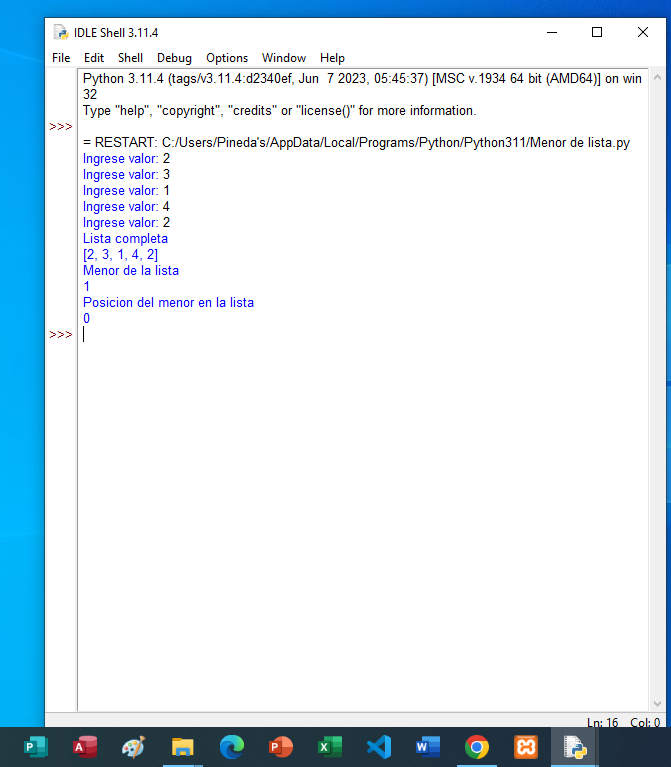 IDLE Shell 3.11.4
File Edit Shell Debug Options Window Help
Python 3.11.4 (tags/v3.11.4:d2340ef, Jun  7 2023, 05:45:37) [MSC v.1934 64 bit (AMD64)] on win
32
Type "help", "copyright", "credits" or "license()" for more information.
>>>
= RESTART: C:/Users/Pineda's/AppData/Local/Programs/Python/Python311/Menor de lista.py
Ingrese valor: 2
Ingrese valor: 3
Ingrese valor: 1
Ingrese valor: 4
Ingrese valor: 2
Lista completa
[2, 3, 1, 4, 2]
Menor de la lista
1
Posicion del menor en la lista
0
>>>
Ln: 16 Col: 0
P A P X W